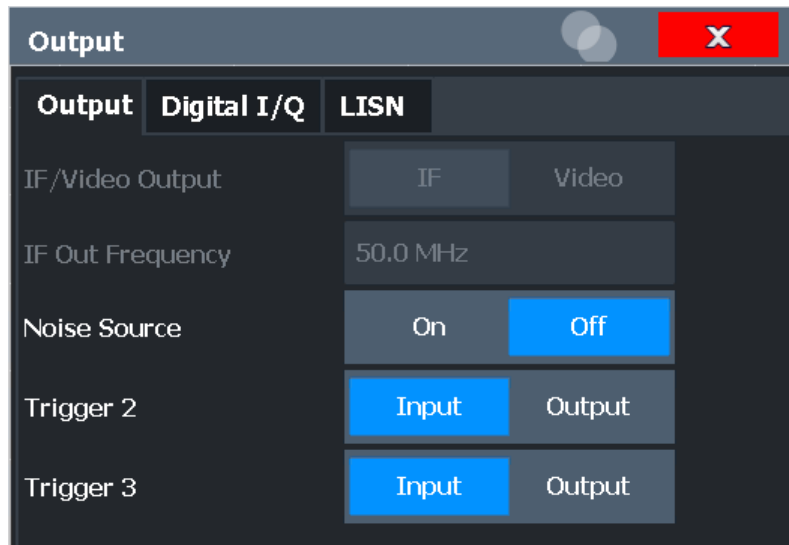 Output X
Output Digital I/Q LISN
IF/Video Output IF Video
IF Out Frequency 50.0 MHz
Noise Source On Off
Trigger 2 Input Output
Trigger 3 Input Output